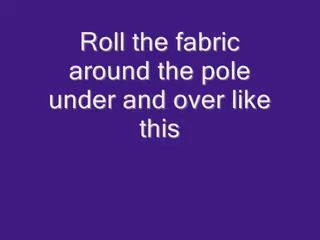 Roll the fabric
around the pole
under and over like
this